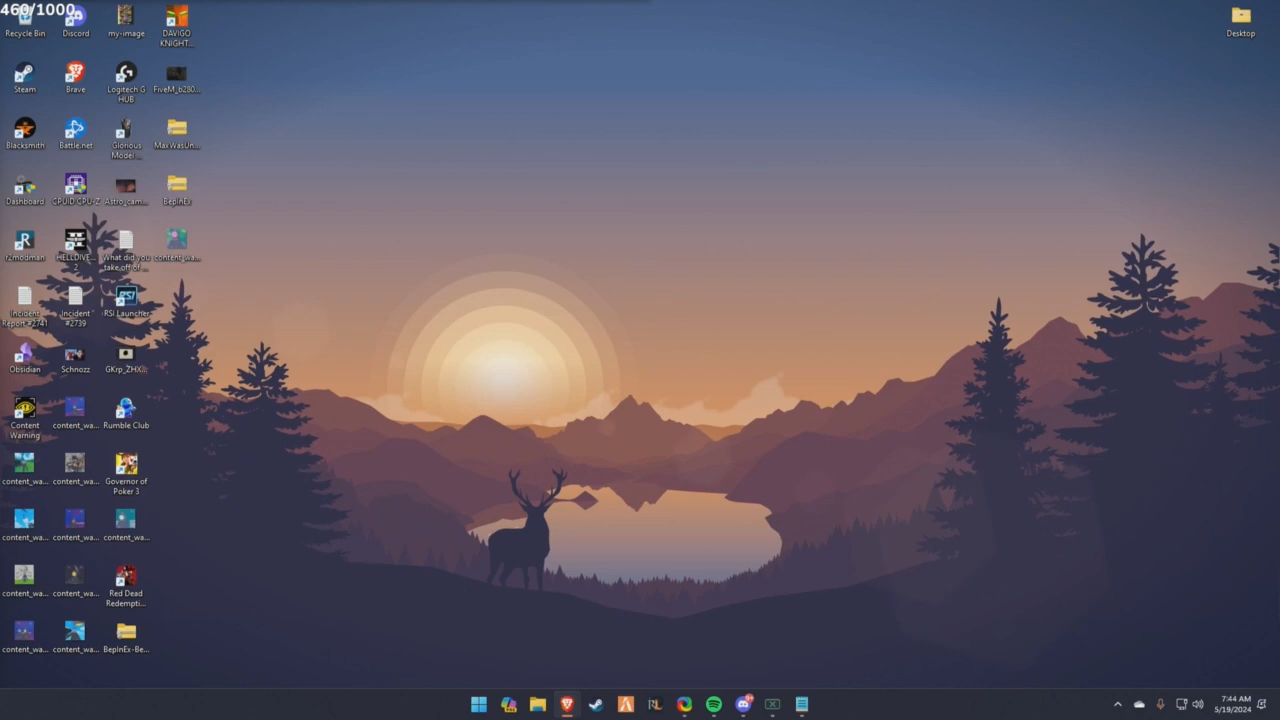 460/1000
Recycle Bin
Discord
my-image
DAVIGO
KNIGHT...
Desktop
Steam
Brave
Logitech G
HUB
FiveM_b280...
Blacksmith
Battle.net
Glorious
Model ...
MaxWasUn...
Dashboard
CPUID CPU-Z
Astro_cam...
BepInEx
r2modman
HELLDIVE...
2
What did you
take off of ...
content_wa...
Incident
Report #2741
Incident
#2739
RSI Launcher
Obsidian
Schnozz
GKrp_ZHX...
Content
Warning
content_wa...
Rumble Club
content_wa...
content_wa...
Governor of
Poker 3
content_wa...
content_wa...
content_wa...
content_wa...
content_wa...
Red Dead
Redempti...
content_wa...
content_wa...
BepInEx-Be...
7:44 AM
5/19/2024